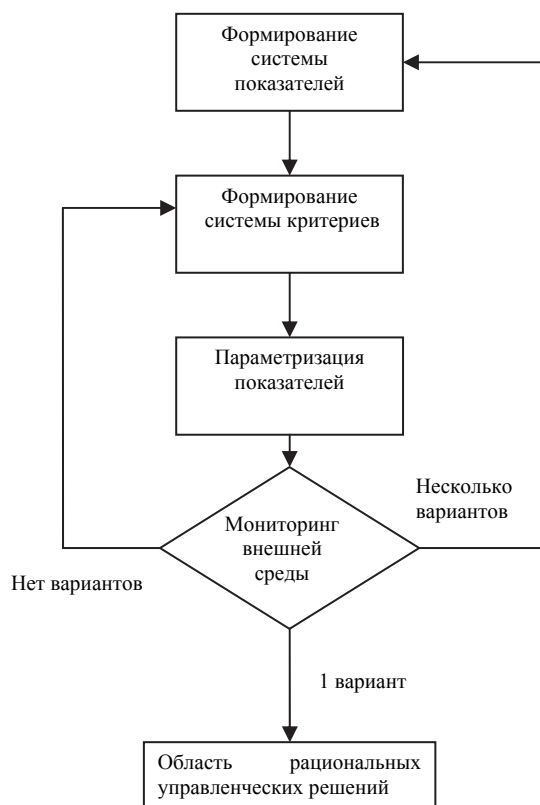 Формирование
системы
показателей
Формирование
системы критериев
Параметризация
показателей
Несколько
вариантов
Мониторинг
внешней
среды
Нет вариантов
1 вариант
Область рациональных
управленческих решений